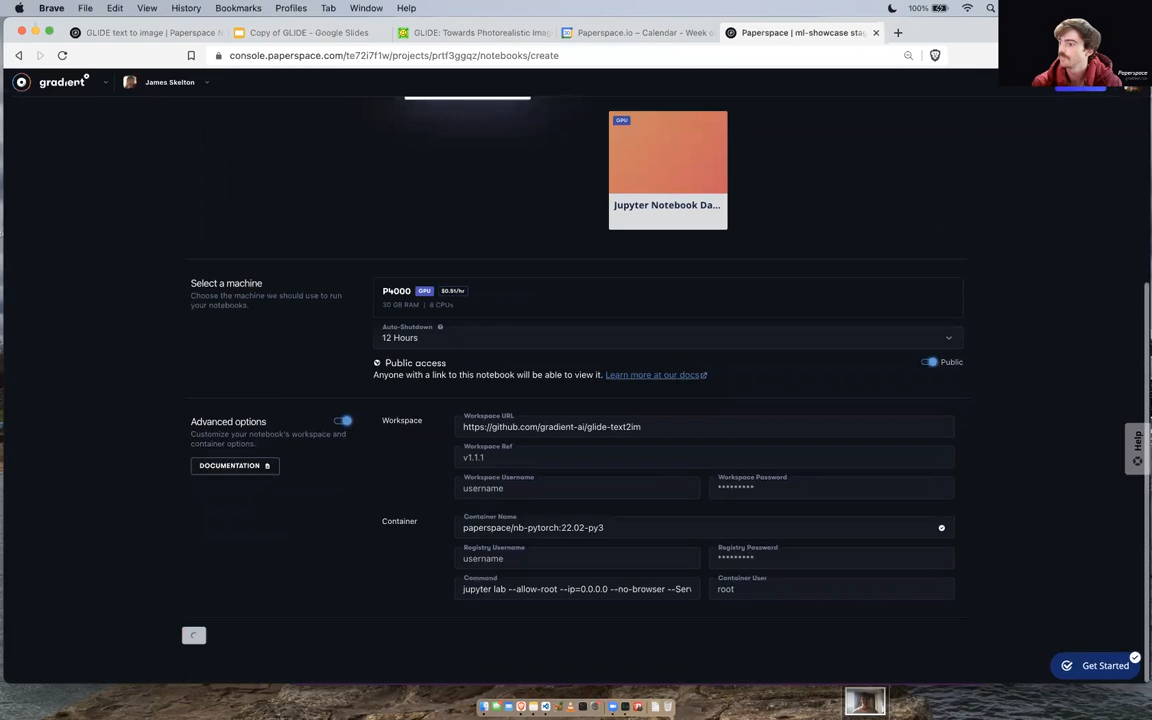 Brave File Edit View History Bookmarks Profiles Tab Window Help
100%
GLIDE text to image | Paperspace N
Copy of GLIDE - Google Slides
GLIDE: Towards Photorealistic Imag
Paperspace.io – Calendar - Week o
Paperspace | ml-showcase sta
console.paperspace.com/te72i7f1w/projects/prtf3ggqz/notebooks/create
Paperspace
gradient
James Skelton
GPU
Jupyter Notebook Da...
Select a machine
Choose the machine we should use to run
your notebooks.
P4000 GPU $0.51/hr
30 GB RAM | 8 CPUs
Auto-Shutdown
12 Hours
Public access
Public
Anyone with a link to this notebook will be able to view it. Learn more at our docs
Advanced options
Customize your notebook's workspace and
container options.
DOCUMENTATION
Workspace
Workspace URL
https://github.com/gradient-ai/glide-text2im
Workspace Ref
v1.1.1
Workspace Username
username
Workspace Password
•••••••••
Container
Container Name
paperspace/nb-pytorch:22.02-py3
Registry Username
username
Registry Password
•••••••••
Command
jupyter lab --allow-root --ip=0.0.0.0 --no-browser --Serv
Container User
root
Help
Get Started